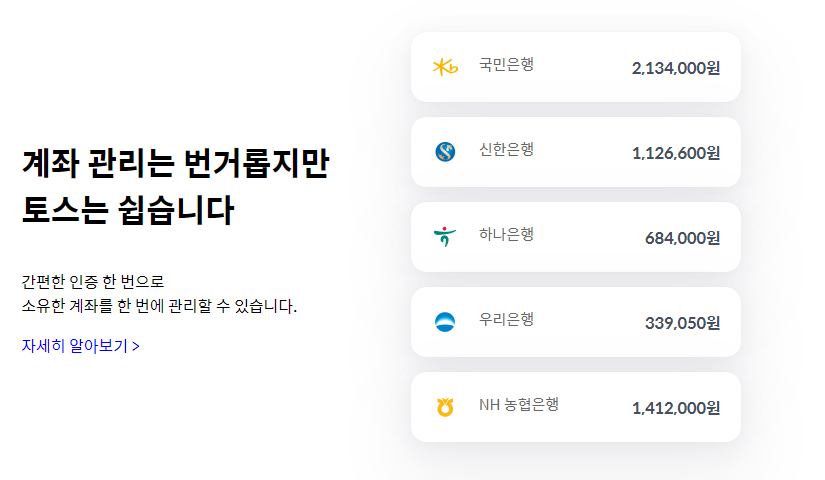 계좌 관리는 번거롭지만
토스는 쉽습니다
간편한 인증 한 번으로
소유한 계좌를 한 번에 관리할 수 있습니다.
자세히 알아보기 >
국민은행 2,134,000원
신한은행 1,126,600원
하나은행 684,000원
우리은행 339,050원
NH 농협은행 1,412,000원